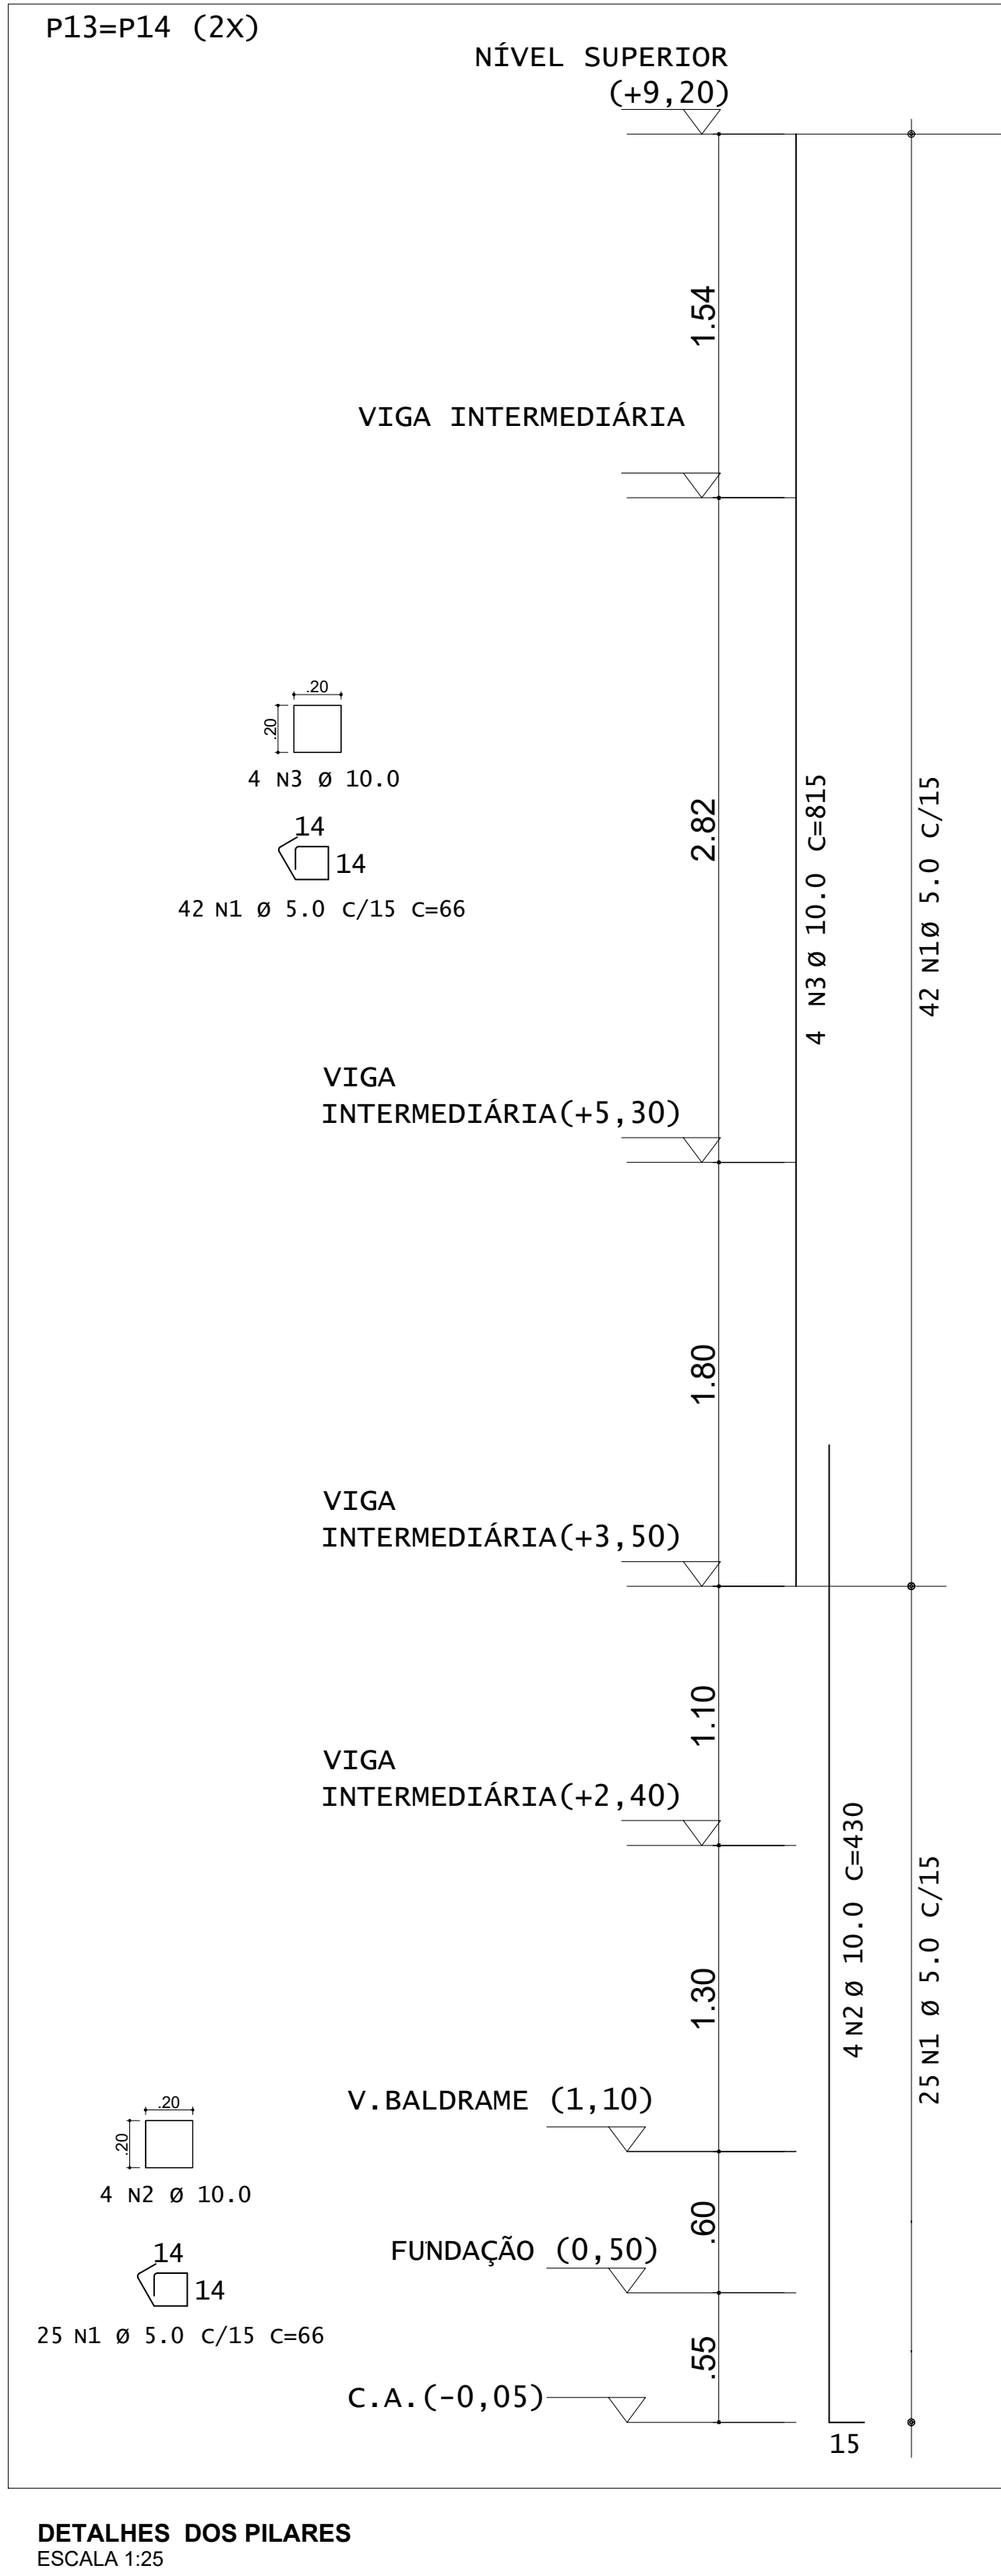 P13=P14 (2X)
NÍVEL SUPERIOR
(+9,20)
1.54
VIGA INTERMEDIÁRIA
.20
.20
4 N3 Ø 10.0
14
14
42 N1 Ø 5.0 C/15 C=66
2.82
4 N3 Ø 10.0 C=815
42 N1Ø 5.0 C/15
VIGA
INTERMEDIÁRIA(+5,30)
1.80
VIGA
INTERMEDIÁRIA(+3,50)
1.10
VIGA
INTERMEDIÁRIA(+2,40)
1.30
4 N2 Ø 10.0 C=430
25 N1 Ø 5.0 C/15
V.BALDRAME (1,10)
.20
.20
4 N2 Ø 10.0
.60
FUNDAÇÃO (0,50)
14
14
25 N1 Ø 5.0 C/15 C=66
.55
C.A.(-0,05)
15
DETALHES DOS PILARES
ESCALA 1:25